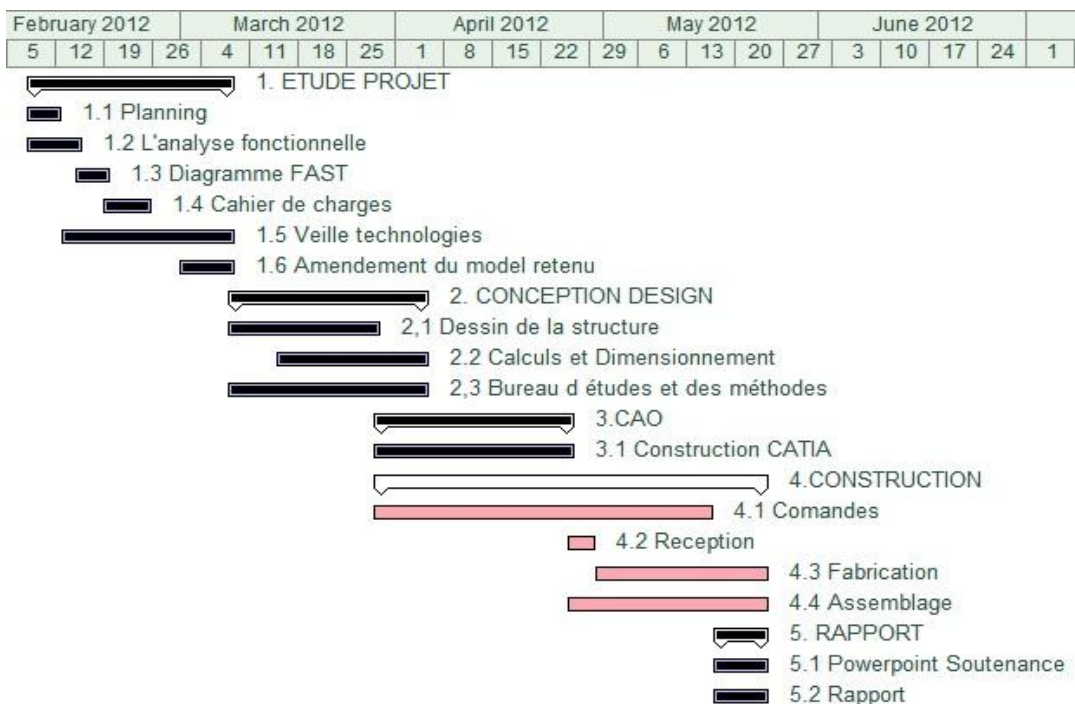 February 2012 March 2012 April 2012 May 2012 June 2012
5 12 19 26 4 11 18 25 1 8 15 22 29 6 13 20 27 3 10 17 24 1
1. ETUDE PROJET
1.1 Planning
1.2 L'analyse fonctionnelle
1.3 Diagramme FAST
1.4 Cahier de charges
1.5 Veille technologies
1.6 Amendement du model retenu
2. CONCEPTION DESIGN
2,1 Dessin de la structure
2.2 Calculs et Dimensionnement
2,3 Bureau d études et des méthodes
3.CAO
3.1 Construction CATIA
4.CONSTRUCTION
4.1 Comandes
4.2 Reception
4.3 Fabrication
4.4 Assemblage
5. RAPPORT
5.1 Powerpoint Soutenance
5.2 Rapport